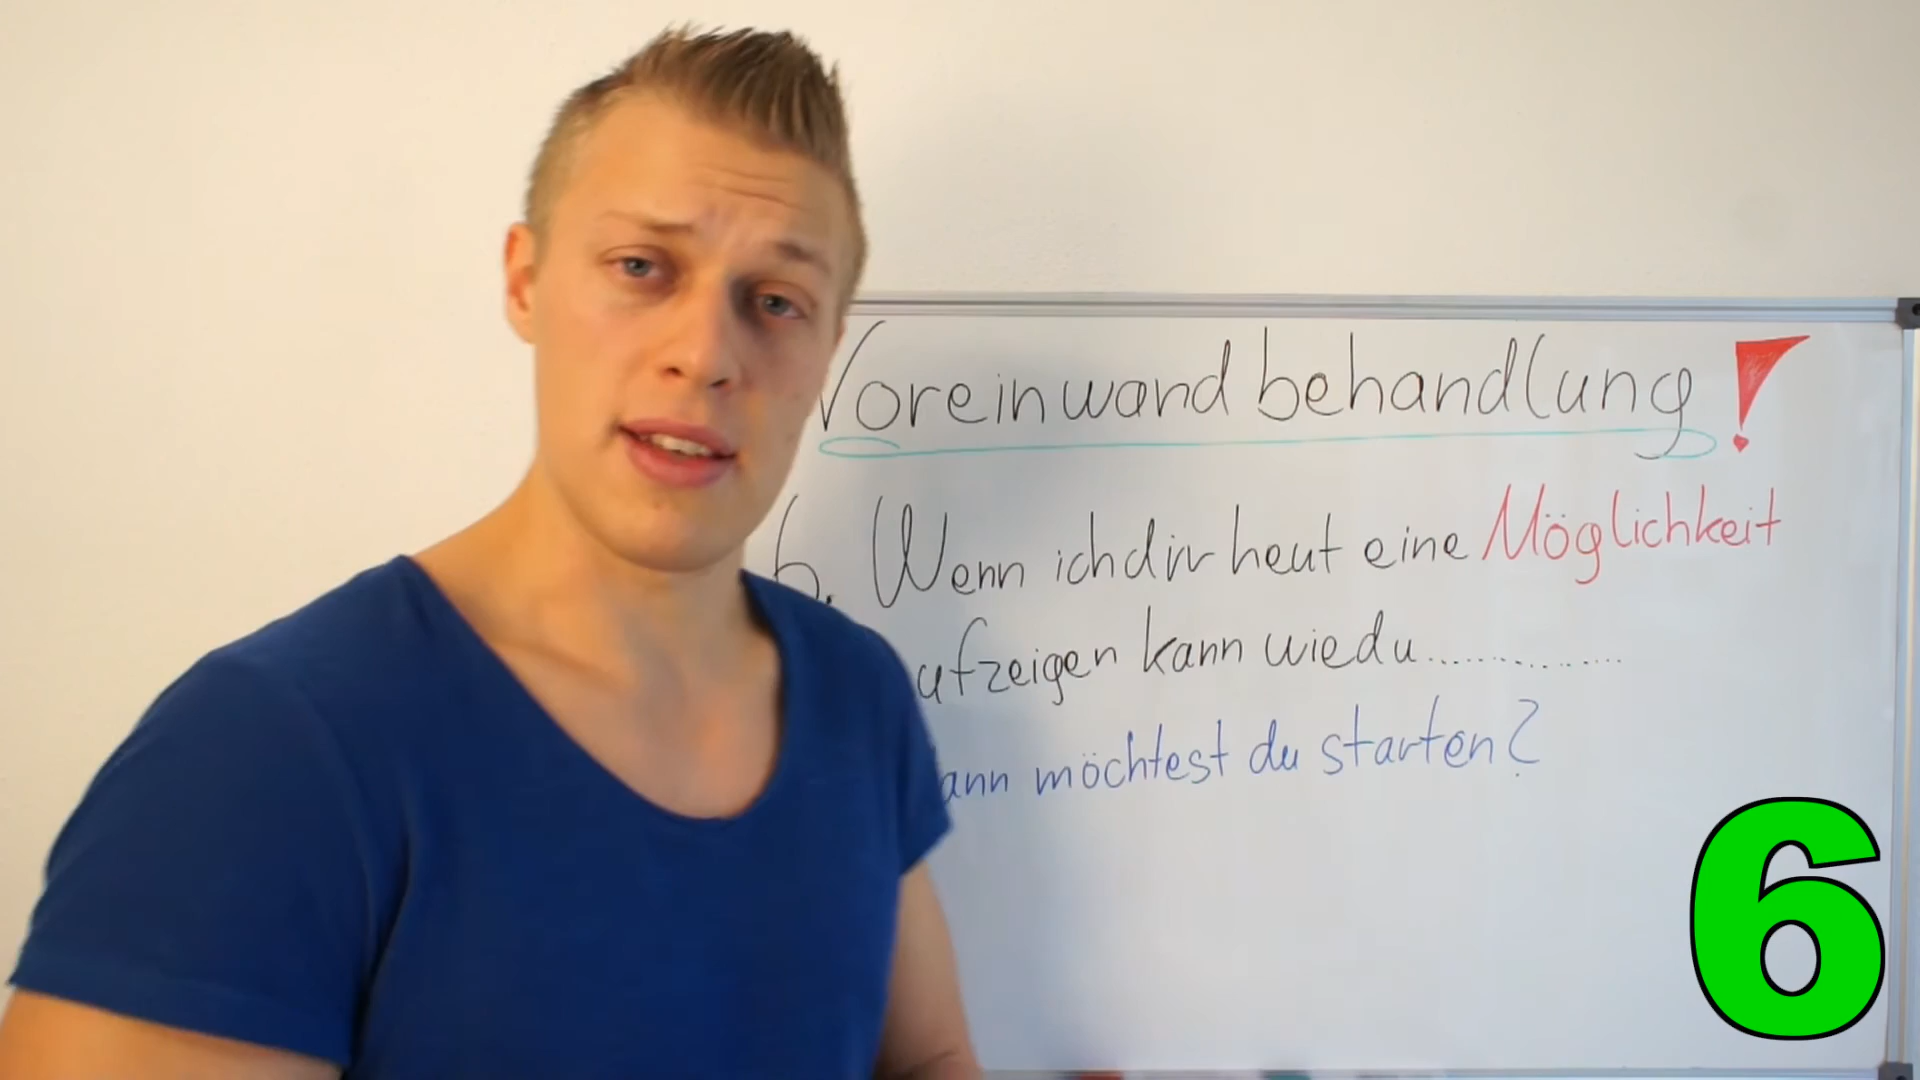 Voreinwandbehandlung!
6. Wenn ich dir heut eine Möglichkeit
ufzeigen kann wie du...............
ann möchtest du starten?
6